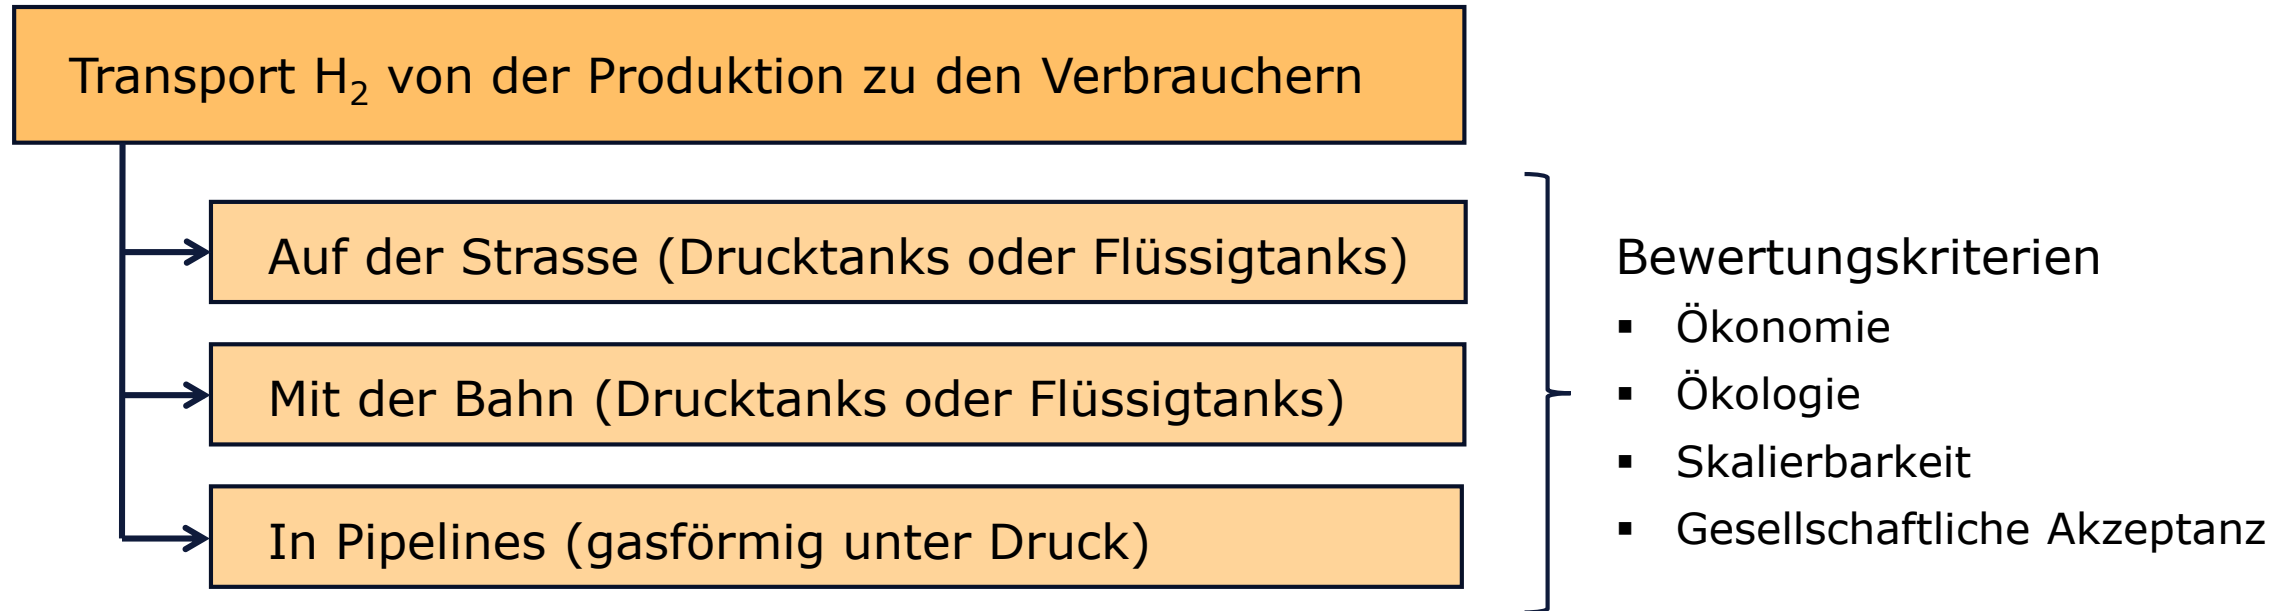 Transport H₂ von der Produktion zu den Verbrauchern
Auf der Strasse (Drucktanks oder Flüssigtanks)
Mit der Bahn (Drucktanks oder Flüssigtanks)
In Pipelines (gasförmig unter Druck)
Bewertungskriterien
▪ Ökonomie
▪ Ökologie
▪ Skalierbarkeit
▪ Gesellschaftliche Akzeptanz